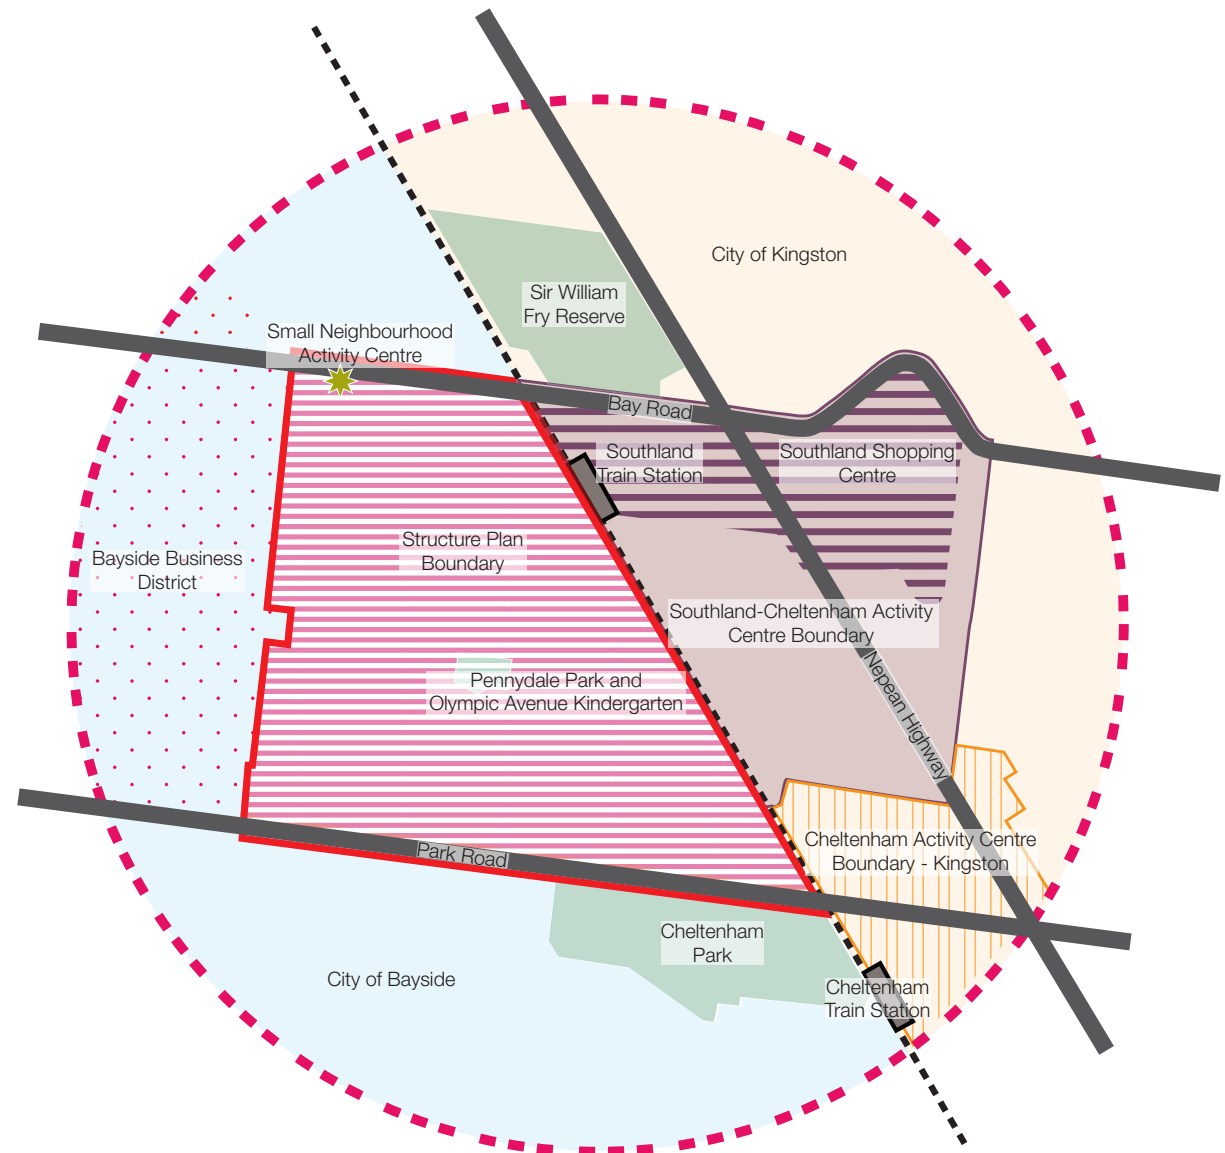 City of Kingston
Sir William
Fry Reserve
Small Neighbourhood
Activity Centre
Bay Road
Southland
Train Station
Southland Shopping
Centre
Structure Plan
Boundary
Bayside Business
District
Southland-Cheltenham Activity
Centre Boundary
Nepean Highway
Pennydale Park and
Olympic Avenue Kindergarten
Cheltenham Activity Centre
Boundary - Kingston
Park Road
Cheltenham
Park
City of Bayside
Cheltenham
Train Station